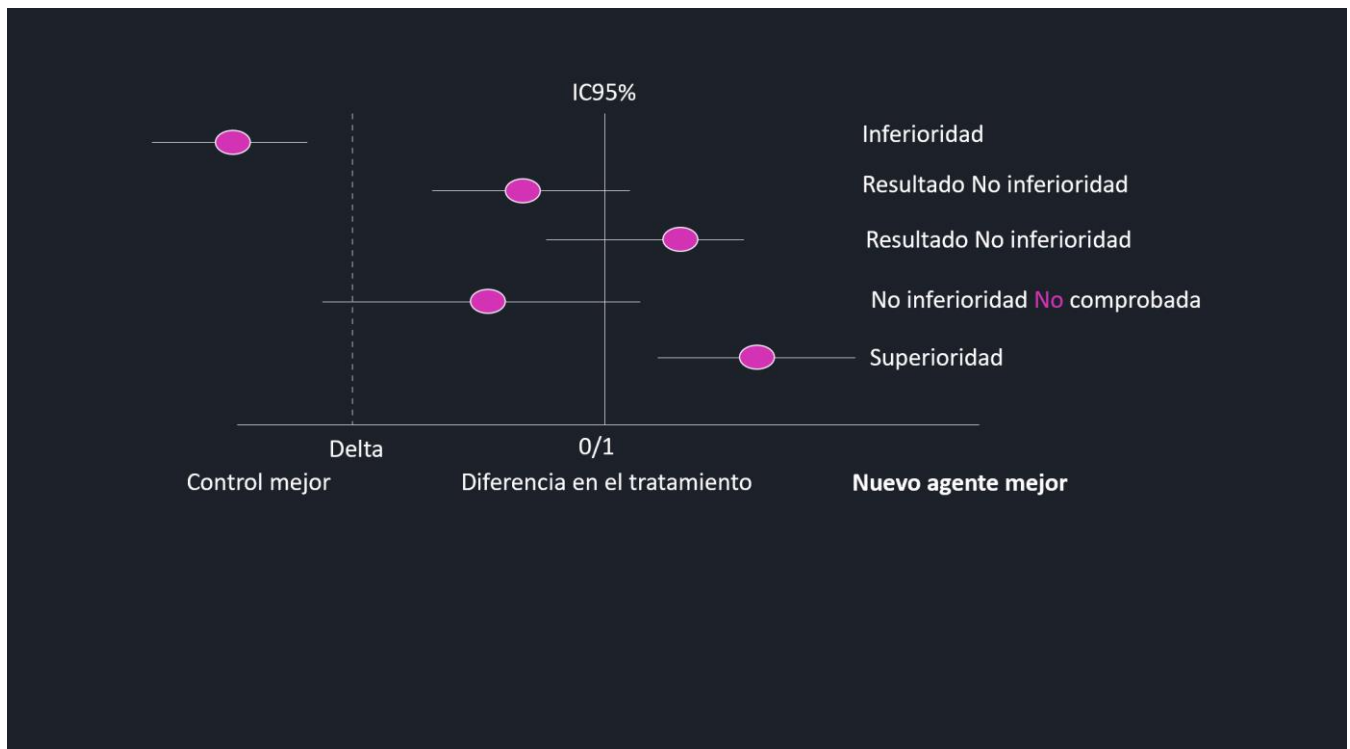 IC95%
Inferioridad
Resultado No inferioridad
Resultado No inferioridad
No inferioridad No comprobada
Superioridad
Delta
0/1
Control mejor
Diferencia en el tratamiento
Nuevo agente mejor